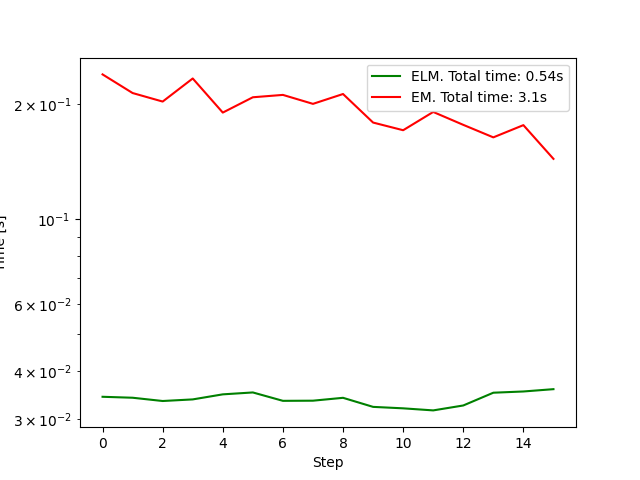 ELM. Total time: 0.54s
EM. Total time: 3.1s
2 × 10⁻¹
10⁻¹
6 × 10⁻²
4 × 10⁻²
3 × 10⁻²
[s]
0 2 4 6 8 10 12 14
Step